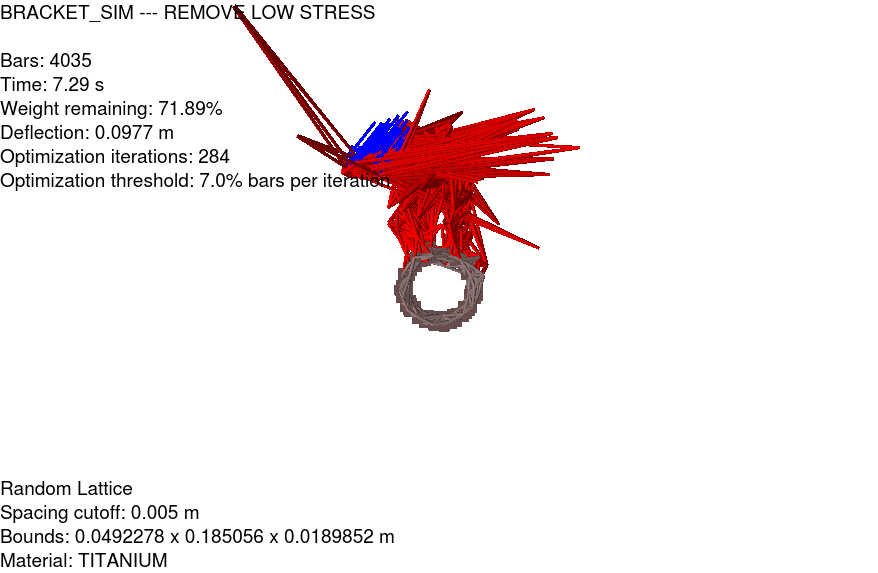 BRACKET_SIM --- REMOVE LOW STRESS
Bars: 4035
Time: 7.29 s
Weight remaining: 71.89%
Deflection: 0.0977 m
Optimization iterations: 284
Optimization threshold: 7.0% bars per iteration
Random Lattice
Spacing cutoff: 0.005 m
Bounds: 0.0492278 x 0.185056 x 0.0189852 m
Material: TITANIUM